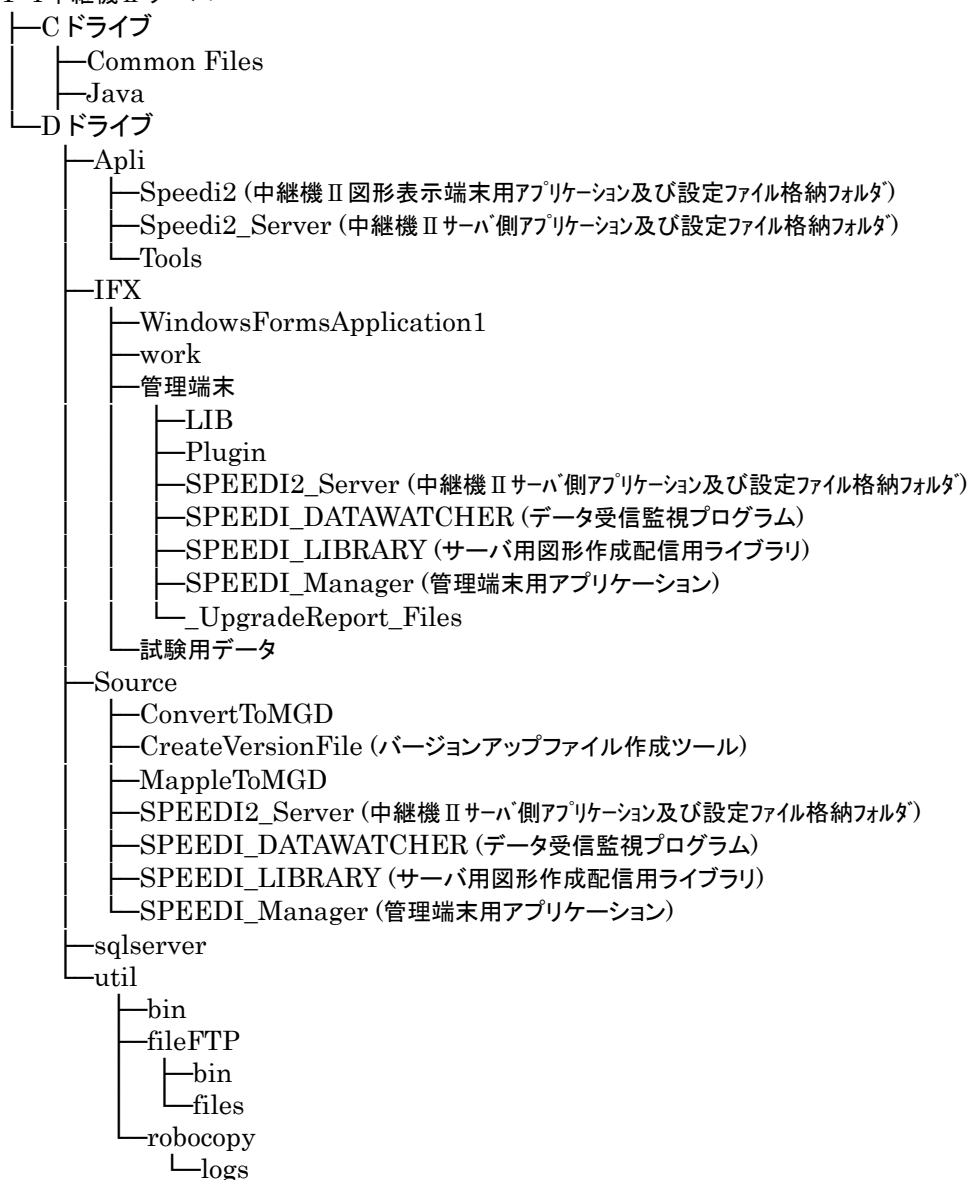 ├─Cドライブ
│ ├─Common Files
│ ├─Java
└─Dドライブ
├─Apli
│ ├─Speedi2 (中継機Ⅱ図形表示端末用ｱﾌﾟﾘｹｰｼｮﾝ及び設定ﾌｧｲﾙ格納ﾌｫﾙﾀﾞ)
│ ├─Speedi2_Server (中継機Ⅱｻｰﾊﾞ側ｱﾌﾟﾘｹｰｼｮﾝ及び設定ﾌｧｲﾙ格納ﾌｫﾙﾀﾞ)
│ └─Tools
├─IFX
│ ├─WindowsFormsApplication1
│ ├─work
│ ├─管理端末
│ │ ├─LIB
│ │ ├─Plugin
│ │ ├─SPEEDI2_Server (中継機Ⅱｻｰﾊﾞ側ｱﾌﾟﾘｹｰｼｮﾝ及び設定ﾌｧｲﾙ格納ﾌｫﾙﾀﾞ)
│ │ ├─SPEEDI_DATAWATCHER (データ受信監視プログラム)
│ │ ├─SPEEDI_LIBRARY (サーバ用図形作成配信用ライブラリ)
│ │ ├─SPEEDI_Manager (管理端末用アプリケーション)
│ │ └─_UpgradeReport_Files
│ └─試験用データ
├─Source
│ ├─ConvertToMGD
│ ├─CreateVersionFile (バージョンアップファイル作成ツール)
│ ├─MappleToMGD
│ ├─SPEEDI2_Server (中継機Ⅱｻｰﾊﾞ側ｱﾌﾟﾘｹｰｼｮﾝ及び設定ﾌｧｲﾙ格納ﾌｫﾙﾀﾞ)
│ ├─SPEEDI_DATAWATCHER (データ受信監視プログラム)
│ ├─SPEEDI_LIBRARY (サーバ用図形作成配信用ライブラリ)
│ └─SPEEDI_Manager (管理端末用アプリケーション)
├─sqlserver
└─util
├─bin
├─fileFTP
│ ├─bin
│ └─files
└─robocopy
└─logs